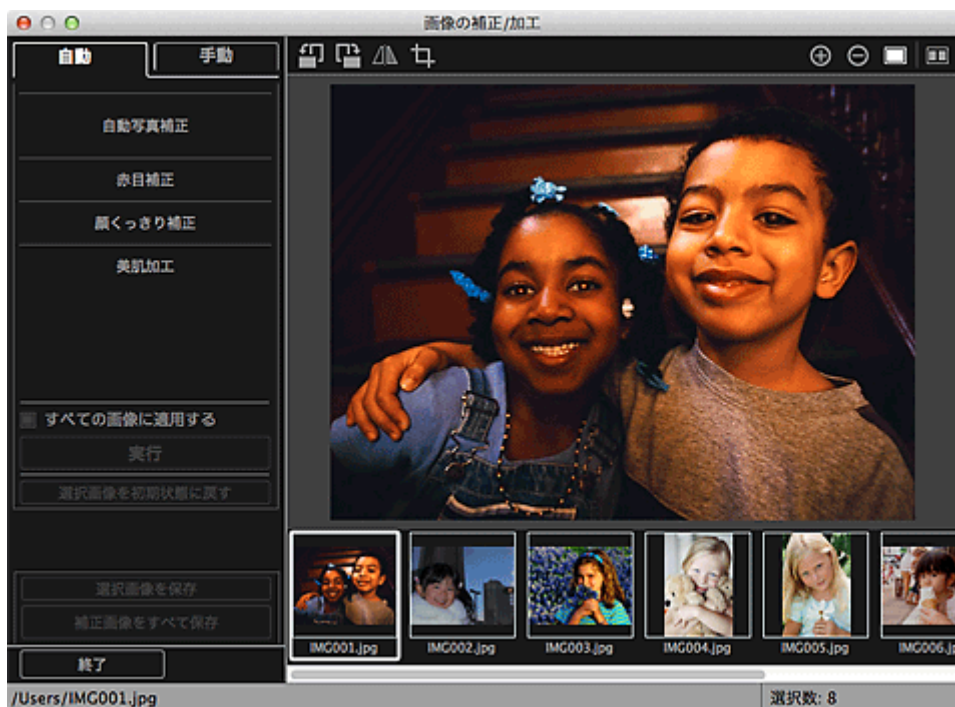 画像の補正/加工
自動
手動
自動写真補正
赤目補正
顔くっきり補正
美肌加工
すべての画像に適用する
実行
選択画像を初期状態に戻す
選択画像を保存
補正画像をすべて保存
終了
IMG001.jpg
IMG002.jpg
IMG003.jpg
IMG004.jpg
IMG005.jpg
IMG006.jp
/Users/IMG001.jpg
選択数: 8